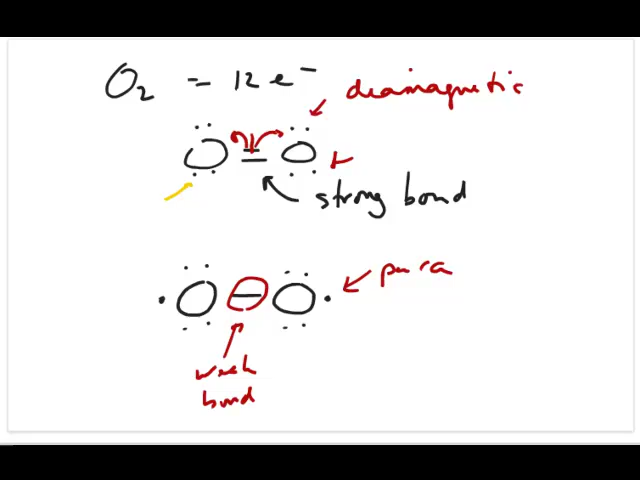 O2 = 12 e-
diamagnetic
O = O
strong bond
O - O
para
weak
bond